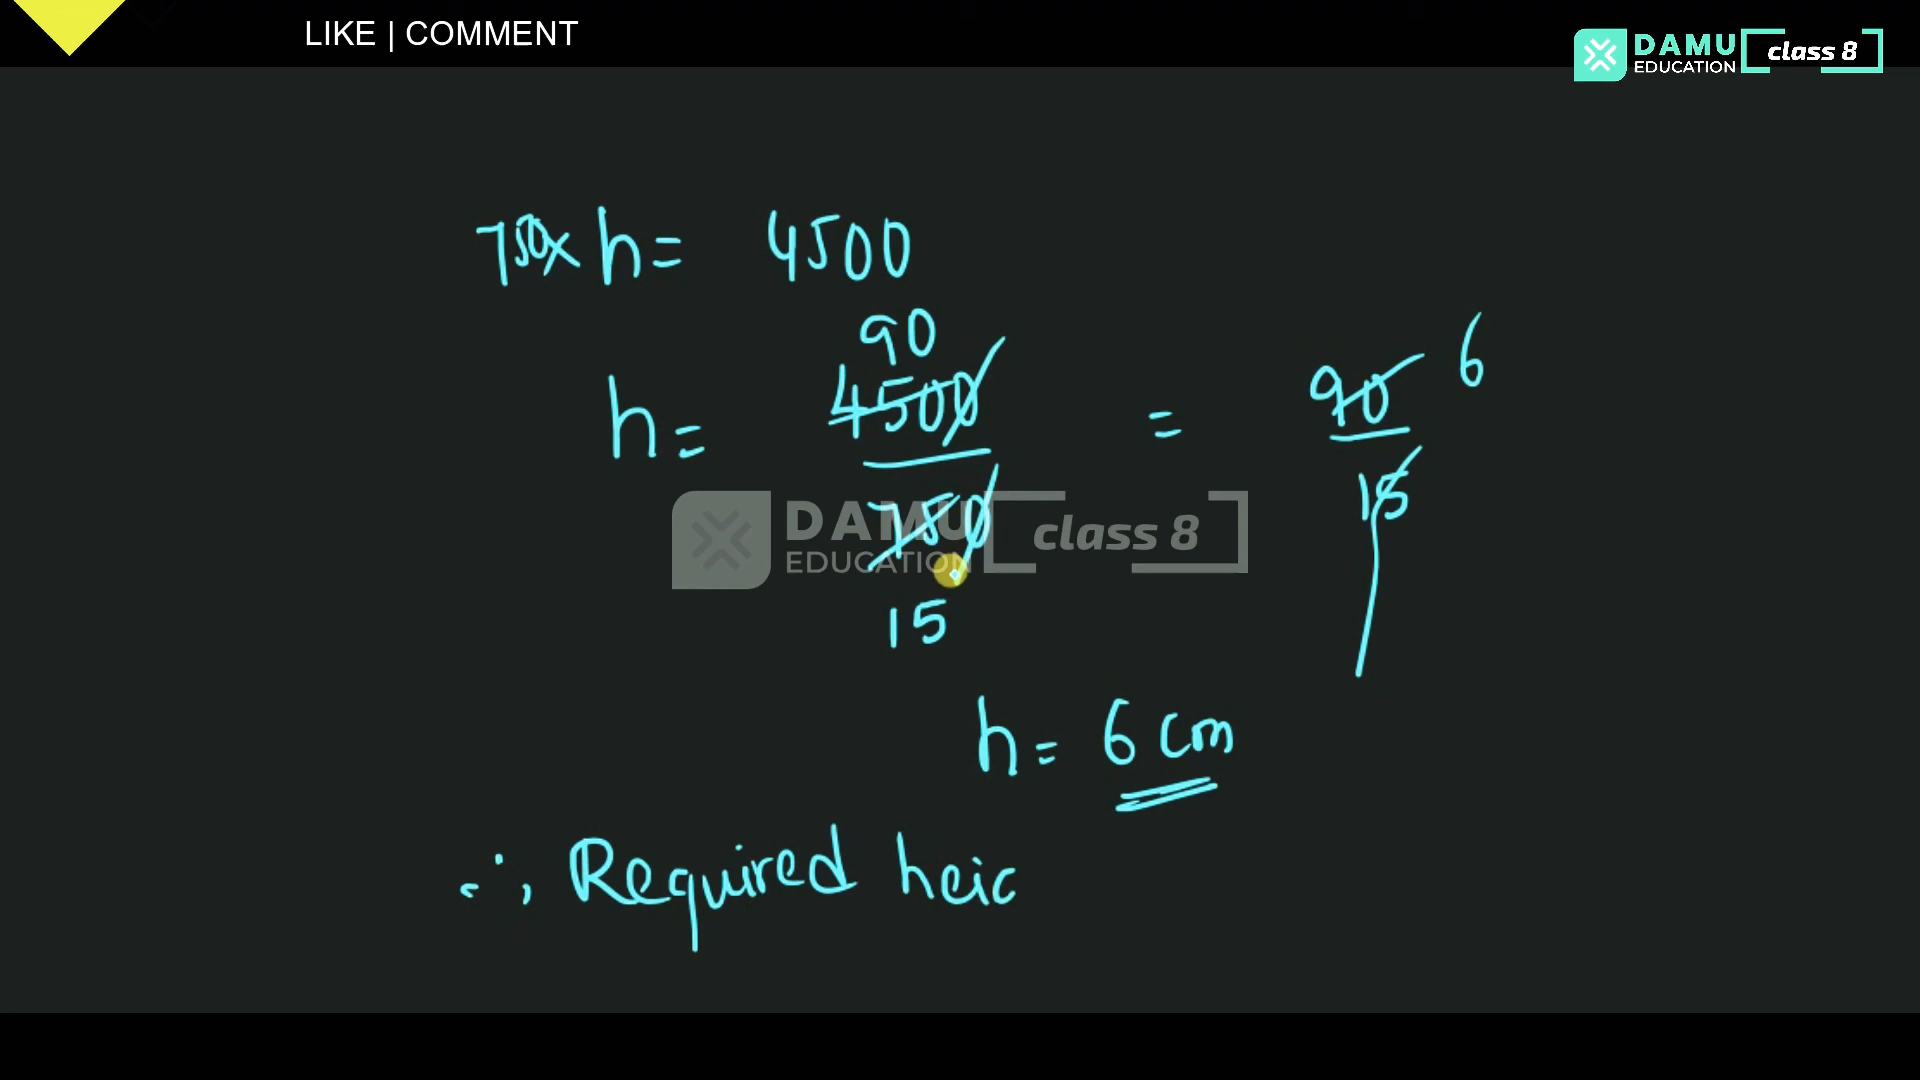 LIKE | COMMENT
DAMU
EDUCATION
class 8
750x h = 4500
90
h = 4500 = 90 6
750 15
DAMU
EDUCATION
class 8
15
h = 6 cm
∴ Required heic